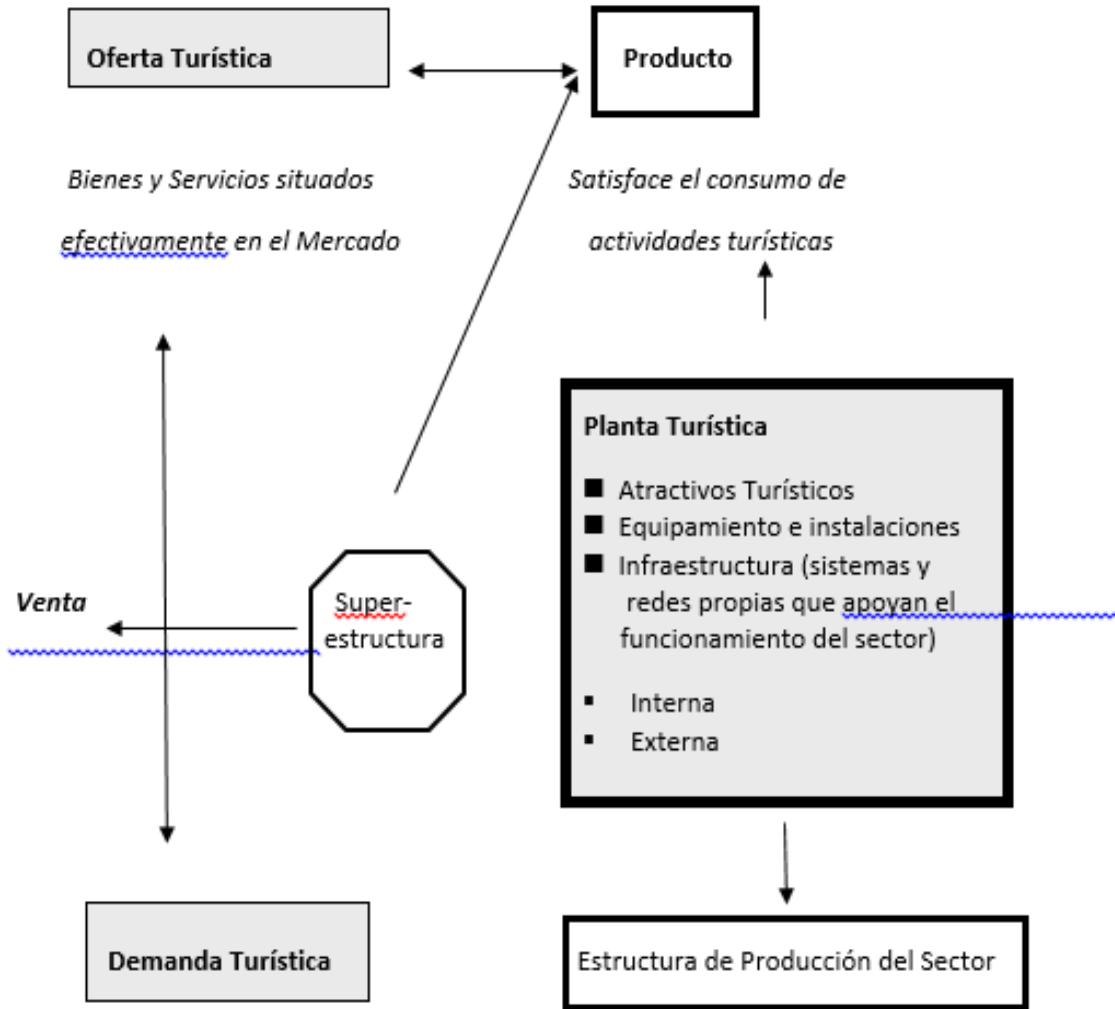 Oferta Turística
Producto
Bienes y Servicios situados
efectivamente en el Mercado
Satisface el consumo de
actividades turísticas
Planta Turística
■ Atractivos Turísticos
■ Equipamiento e instalaciones
■ Infraestructura (sistemas y
redes propias que apoyan el
funcionamiento del sector)
▪ Interna
▪ Externa
Venta
Super-
estructura
Demanda Turística
Estructura de Producción del Sector